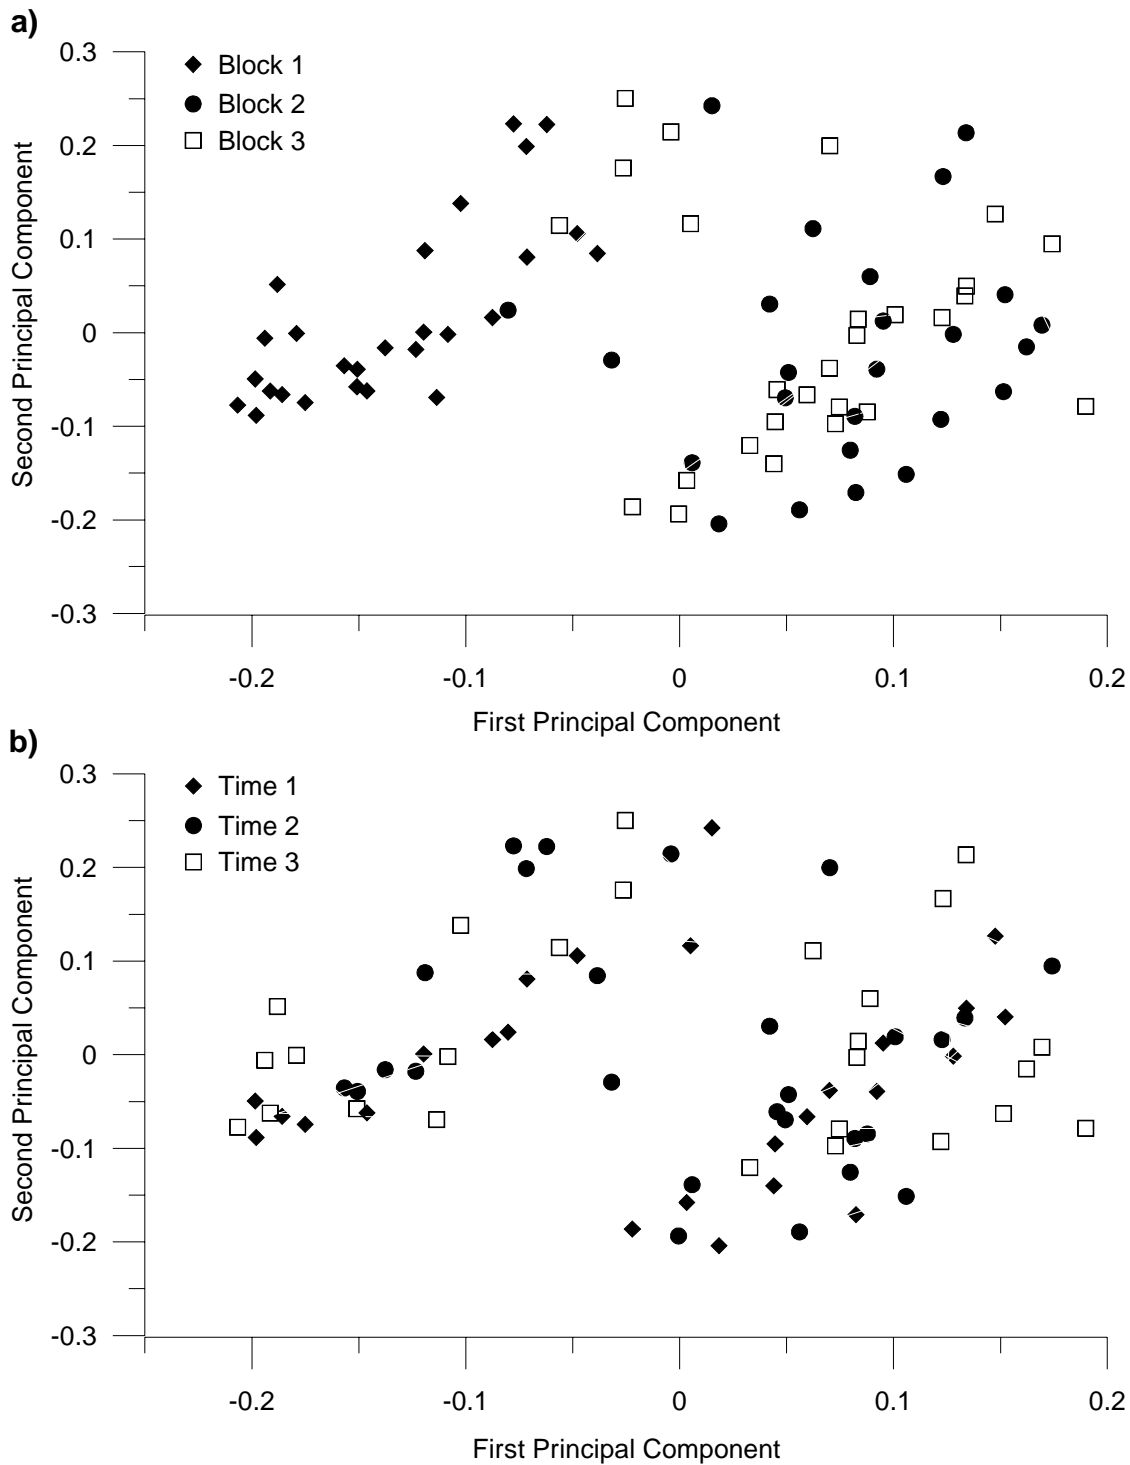 a)
0.3
0.2
0.1
0
-0.1
-0.2
-0.3
Second Principal Component
Block 1
Block 2
Block 3
-0.2 -0.1 0 0.1 0.2
First Principal Component
b)
0.3
0.2
0.1
0
-0.1
-0.2
-0.3
Second Principal Component
Time 1
Time 2
Time 3
-0.2 -0.1 0 0.1 0.2
First Principal Component